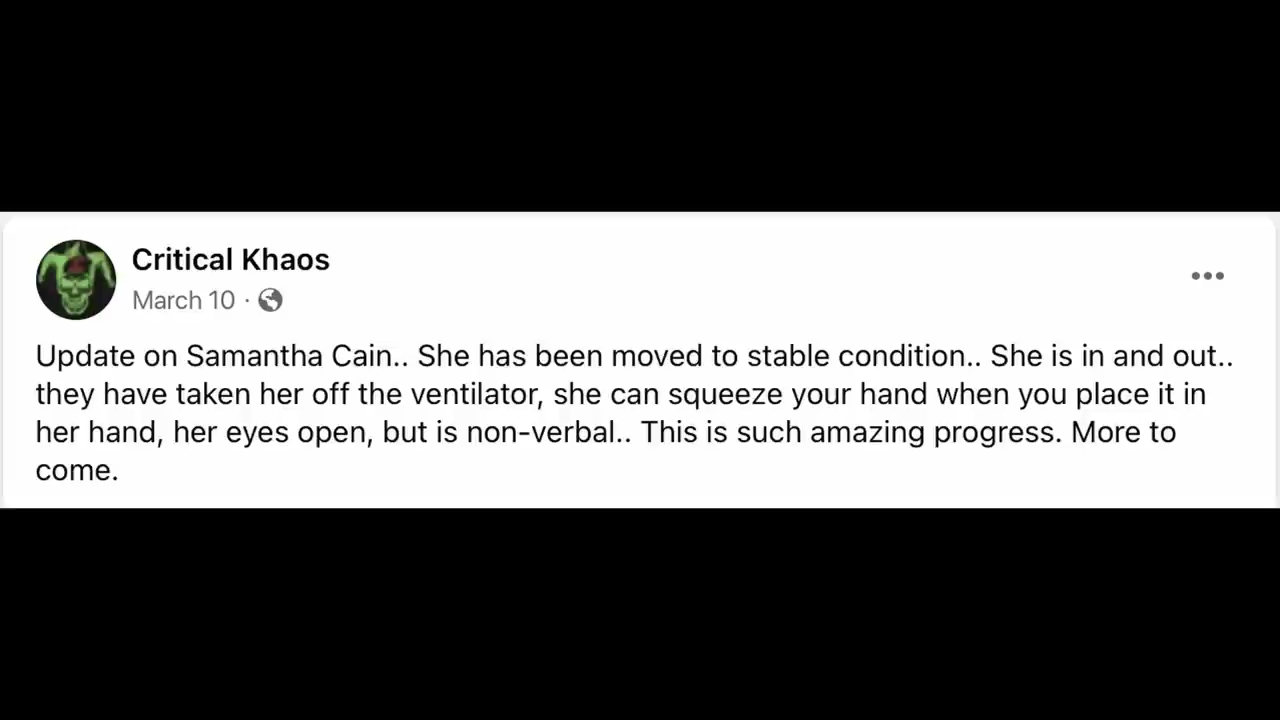 Critical Khaos
March 10 ·
Update on Samantha Cain.. She has been moved to stable condition.. She is in and out..
they have taken her off the ventilator, she can squeeze your hand when you place it in
her hand, her eyes open, but is non-verbal.. This is such amazing progress. More to
come.